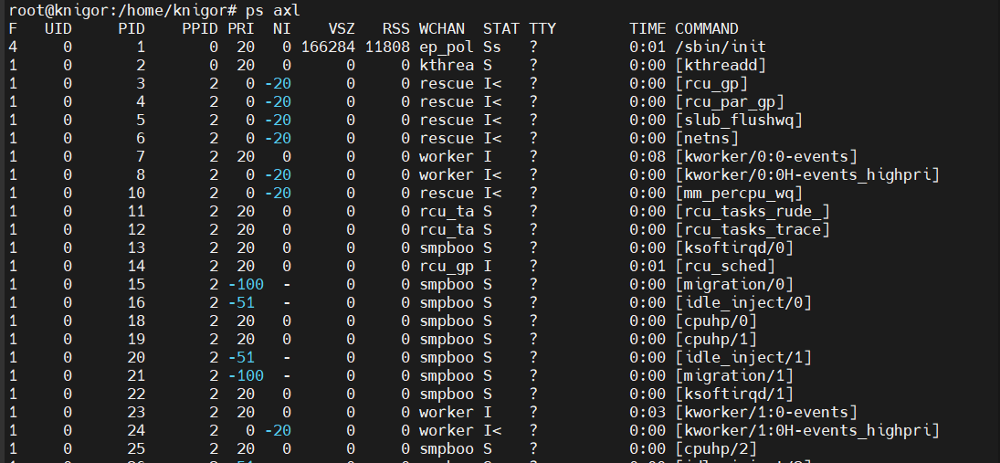 root@knigor:/home/knigor# ps axl
F   UID     PID    PPID PRI  NI    VSZ   RSS WCHAN  STAT TTY        TIME COMMAND
4     0       1       0  20   0 166284 11808 ep_pol Ss   ?          0:01 /sbin/init
1     0       2       0  20   0      0     0 kthrea S    ?          0:00 [kthreadd]
1     0       3       2   0 -20      0     0 rescue I<   ?          0:00 [rcu_gp]
1     0       4       2   0 -20      0     0 rescue I<   ?          0:00 [rcu_par_gp]
1     0       5       2   0 -20      0     0 rescue I<   ?          0:00 [slub_flushwq]
1     0       6       2   0 -20      0     0 rescue I<   ?          0:00 [netns]
1     0       7       2  20   0      0     0 worker I    ?          0:08 [kworker/0:0-events]
1     0       8       2   0 -20      0     0 worker I<   ?          0:00 [kworker/0:0H-events_highpri]
1     0      10       2   0 -20      0     0 rescue I<   ?          0:00 [mm_percpu_wq]
1     0      11       2  20   0      0     0 rcu_ta S    ?          0:00 [rcu_tasks_rude_]
1     0      12       2  20   0      0     0 rcu_ta S    ?          0:00 [rcu_tasks_trace]
1     0      13       2  20   0      0     0 smpboo S    ?          0:00 [ksoftirqd/0]
1     0      14       2  20   0      0     0 rcu_gp I    ?          0:01 [rcu_sched]
1     0      15       2 -100  -      0     0 smpboo S    ?          0:00 [migration/0]
1     0      16       2 -51   -      0     0 smpboo S    ?          0:00 [idle_inject/0]
1     0      18       2  20   0      0     0 smpboo S    ?          0:00 [cpuhp/0]
1     0      19       2  20   0      0     0 smpboo S    ?          0:00 [cpuhp/1]
1     0      20       2 -51   -      0     0 smpboo S    ?          0:00 [idle_inject/1]
1     0      21       2 -100  -      0     0 smpboo S    ?          0:00 [migration/1]
1     0      22       2  20   0      0     0 smpboo S    ?          0:00 [ksoftirqd/1]
1     0      23       2  20   0      0     0 worker I    ?          0:03 [kworker/1:0-events]
1     0      24       2   0 -20      0     0 worker I<   ?          0:00 [kworker/1:0H-events_highpri]
1     0      25       2  20   0      0     0 smpboo S    ?          0:00 [cpuhp/2]